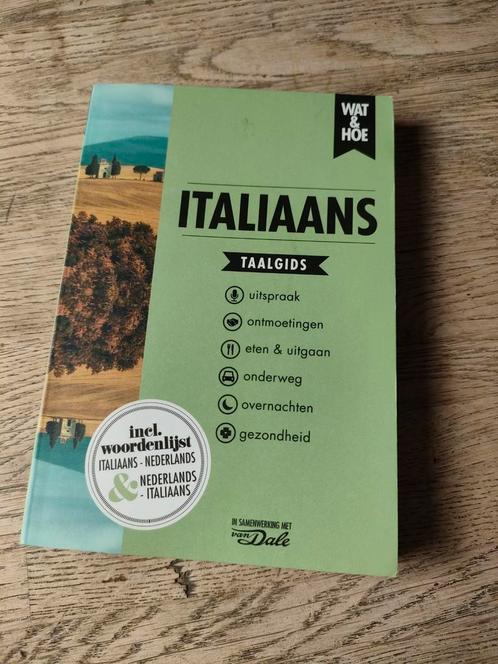 WAT
&
HOE
ITALIAANS
TAALGIDS
uitspraak
ontmoetingen
eten & uitgaan
onderweg
overnachten
gezondheid
incl.
woordenlijst
ITALIAANS - NEDERLANDS
& NEDERLANDS
- ITALIAANS
IN SAMENWERKING MET
van Dale